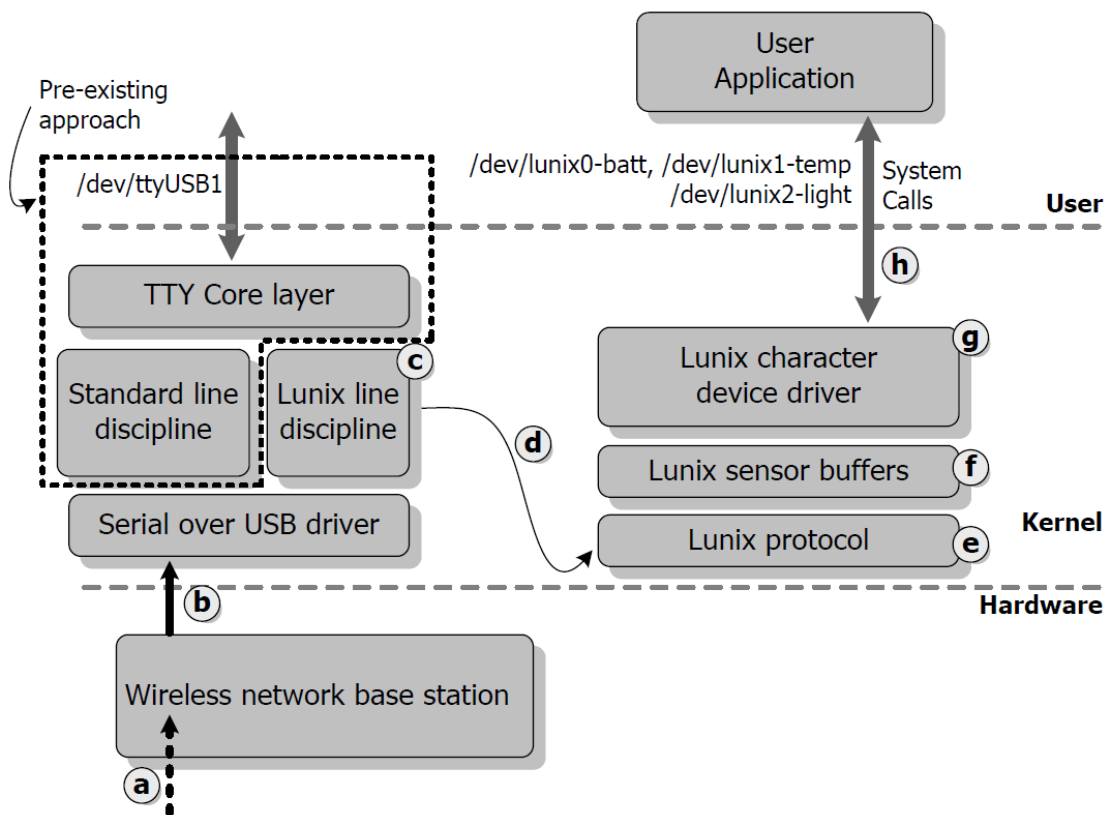 User
Application
Pre-existing
approach
/dev/ttyUSB1
/dev/lunix0-batt, /dev/lunix1-temp
/dev/lunix2-light
System
Calls
User
h
TTY Core layer
g
Lunix character
device driver
c
Standard line
discipline
Lunix line
discipline
d
Lunix sensor buffers
f
Serial over USB driver
Kernel
Lunix protocol
e
b
Hardware
Wireless network base station
a